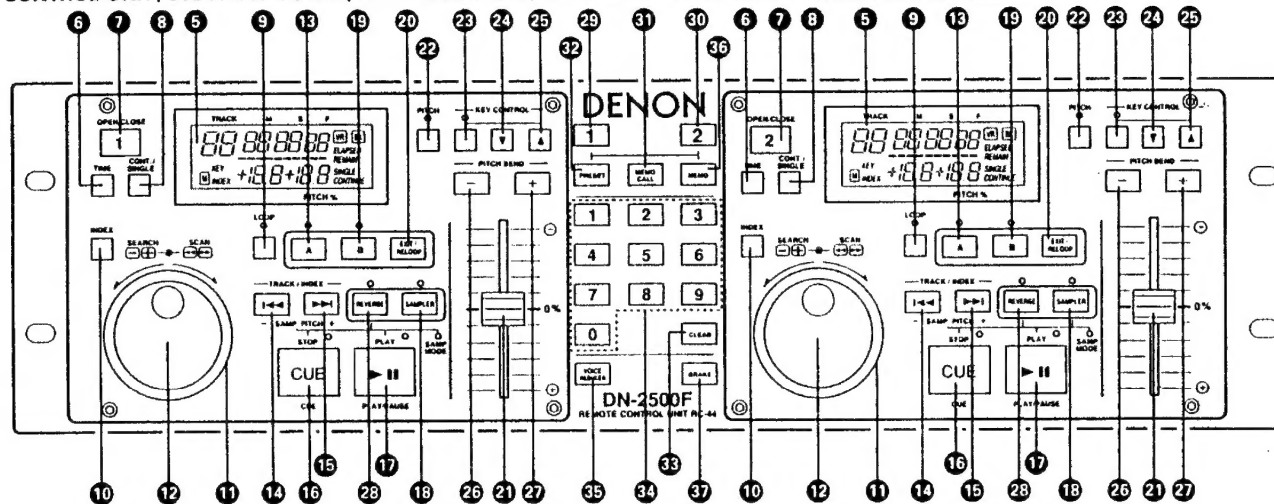 6 7 8 5 9 13 19 20 22 23 24 25 32 29 31 30 36 6 7 8 5 9 13 19 20 22 23 24 25
DENON
OPEN/CLOSE
1
TIME
CONT./
SINGLE
TRACK M S F
ELAPSED
REMAIN
KEY
M INDEX
SINGLE
CONTINUE
PITCH %
PITCH
KEY CONTROL
▼ ▲
PITCH BEND
− +
LOOP
A B EXIT/
RELOOP
INDEX
SEARCH SCAN
TRACK / INDEX
REVERSE SAMPLER
− SAMP PITCH +
STOP PLAY SAMP
MODE
CUE
CUE PLAY/PAUSE
0%
1 2
PRESET MEMO
CALL MEMO
1 2 3
4 5 6
7 8 9
0 CLEAR
VOICE
NUMBER BRAKE
DN-2500F
REMOTE CONTROL UNIT RC-44
OPEN/CLOSE
2
TIME
CONT./
SINGLE
TRACK M S F
ELAPSED
REMAIN
KEY
M INDEX
SINGLE
CONTINUE
PITCH %
PITCH
KEY CONTROL
▼ ▲
PITCH BEND
− +
LOOP
A B EXIT/
RELOOP
INDEX
SEARCH SCAN
TRACK / INDEX
REVERSE SAMPLER
− SAMP PITCH +
STOP PLAY SAMP
MODE
CUE
CUE PLAY/PAUSE
0%
10 12 11 14 16 15 28 17 18 26 21 27 35 34 33 37 10 12 11 14 16 15 28 17 18 26 21 27